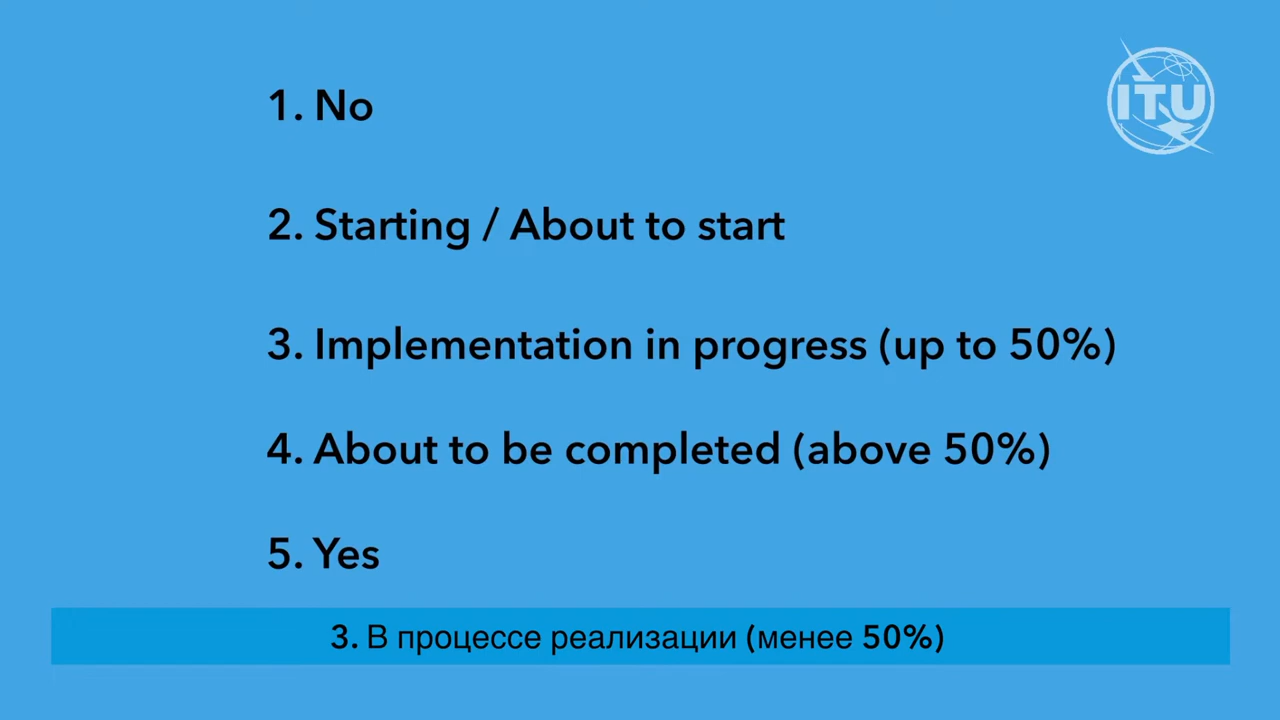 ITU
1. No
2. Starting / About to start
3. Implementation in progress (up to 50%)
4. About to be completed (above 50%)
5. Yes
3. В процессе реализации (менее 50%)